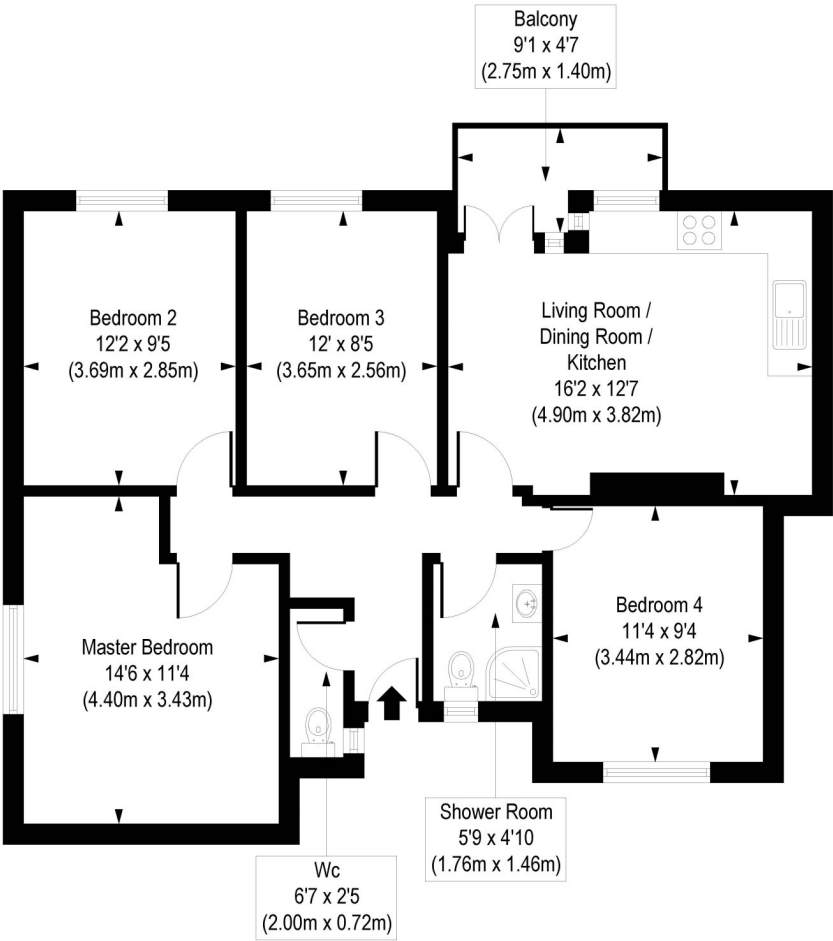 Balcony
9'1 x 4'7
(2.75m x 1.40m)
Bedroom 2
12'2 x 9'5
(3.69m x 2.85m)
Bedroom 3
12' x 8'5
(3.65m x 2.56m)
Living Room /
Dining Room /
Kitchen
16'2 x 12'7
(4.90m x 3.82m)
Master Bedroom
14'6 x 11'4
(4.40m x 3.43m)
Bedroom 4
11'4 x 9'4
(3.44m x 2.82m)
Shower Room
5'9 x 4'10
(1.76m x 1.46m)
Wc
6'7 x 2'5
(2.00m x 0.72m)